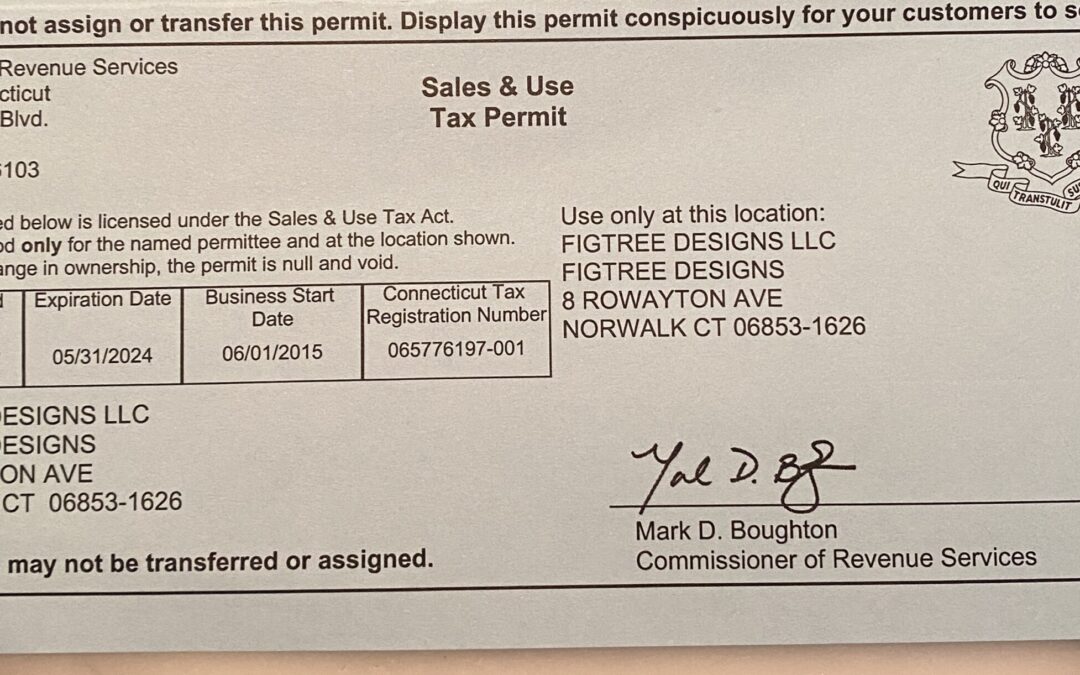 not assign or transfer this permit. Display this permit conspicuously for your customers to
Revenue Services
cticut
Blvd.
103
Sales & Use
Tax Permit
QUI TRANSTULIT SU
ed below is licensed under the Sales & Use Tax Act.
od only for the named permittee and at the location shown.
ange in ownership, the permit is null and void.
Use only at this location:
FIGTREE DESIGNS LLC
FIGTREE DESIGNS
8 ROWAYTON AVE
NORWALK CT 06853-1626
Expiration Date
05/31/2024
Business Start
Date
06/01/2015
Connecticut Tax
Registration Number
065776197-001
ESIGNS LLC
ESIGNS
ON AVE
CT 06853-1626
may not be transferred or assigned.
Mark D. Boughton
Commissioner of Revenue Services